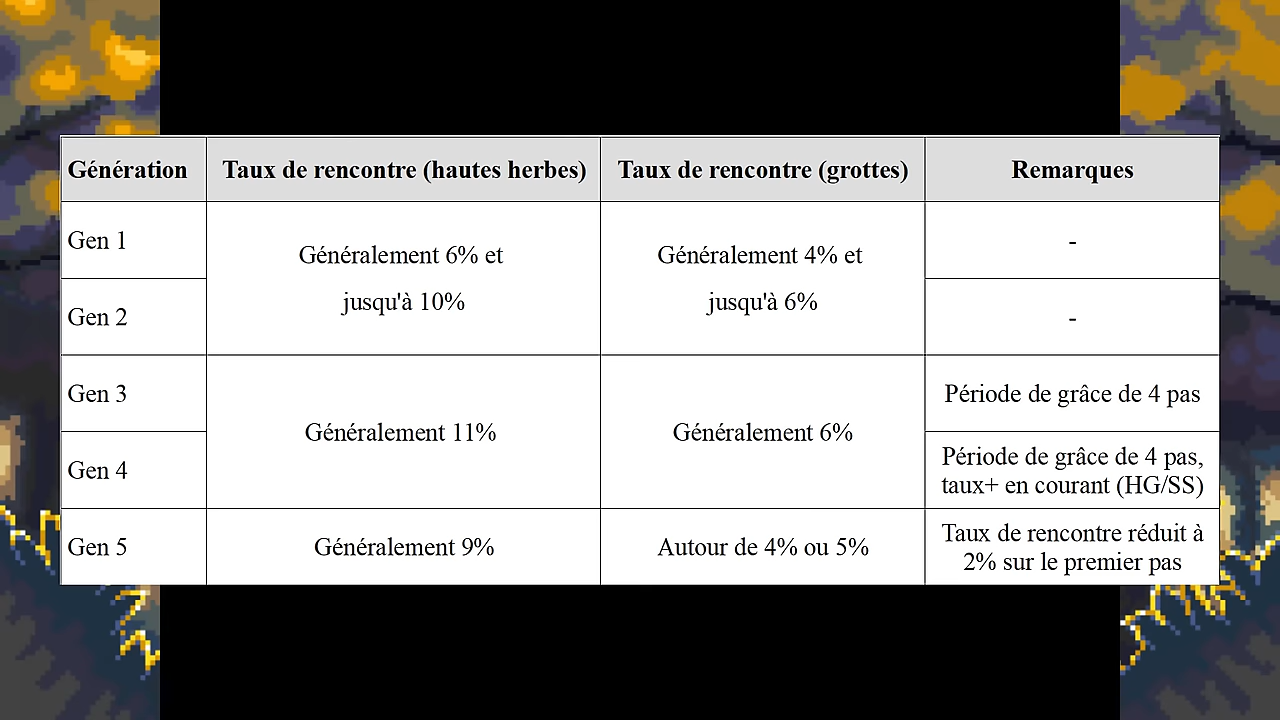 Génération
Taux de rencontre (hautes herbes)
Taux de rencontre (grottes)
Remarques
Gen 1
Généralement 6% et
jusqu'à 10%
Généralement 4% et
jusqu'à 6%
-
Gen 2
-
Gen 3
Généralement 11%
Généralement 6%
Période de grâce de 4 pas
Gen 4
Période de grâce de 4 pas,
taux+ en courant (HG/SS)
Gen 5
Généralement 9%
Autour de 4% ou 5%
Taux de rencontre réduit à
2% sur le premier pas